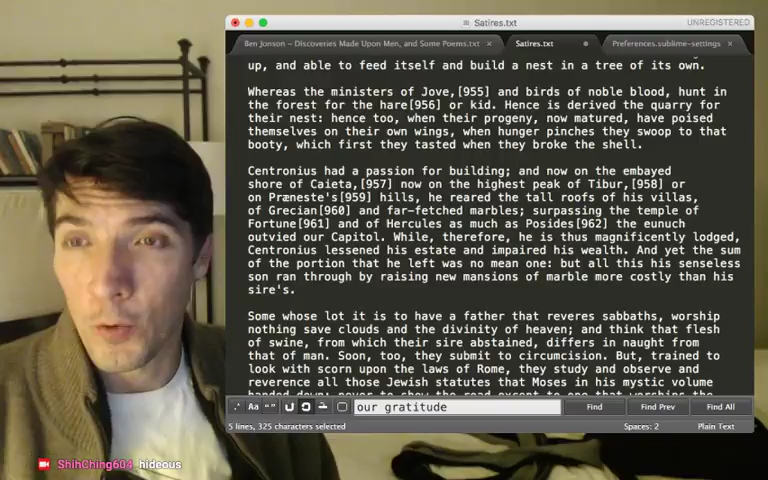 Satires.txt
UNREGISTERED
Ben Jonson – Discoveries Made Upon Men, and Some Poems.txt × Satires.txt Preferences.sublime-settings ×
up, and able to feed itself and build a nest in a tree of its own.
Whereas the ministers of Jove,[955] and birds of noble blood, hunt in
the forest for the hare[956] or kid. Hence is derived the quarry for
their nest: hence too, when their progeny, now matured, have poised
themselves on their own wings, when hunger pinches they swoop to that
booty, which first they tasted when they broke the shell.
Centronius had a passion for building; and now on the embayed
shore of Caieta,[957] now on the highest peak of Tibur,[958] or
on Præneste's[959] hills, he reared the tall roofs of his villas,
of Grecian[960] and far-fetched marbles; surpassing the temple of
Fortune[961] and of Hercules as much as Posides[962] the eunuch
outvied our Capitol. While, therefore, he is thus magnificently lodged,
Centronius lessened his estate and impaired his wealth. And yet the sum
of the portion that he left was no mean one: but all this his senseless
son ran through by raising new mansions of marble more costly than his
sire's.
Some whose lot it is to have a father that reveres sabbaths, worship
nothing save clouds and the divinity of heaven; and think that flesh
of swine, from which their sire abstained, differs in naught from
that of man. Soon, too, they submit to circumcision. But, trained to
look with scorn upon the laws of Rome, they study and observe and
reverence all those Jewish statutes that Moses in his mystic volume
handed down: never to show the road except to one that worships the
.* Aa “” our gratitude Find Find Prev Find All
5 lines, 325 characters selected Spaces: 2 Plain Text
ShihChing604 hideous